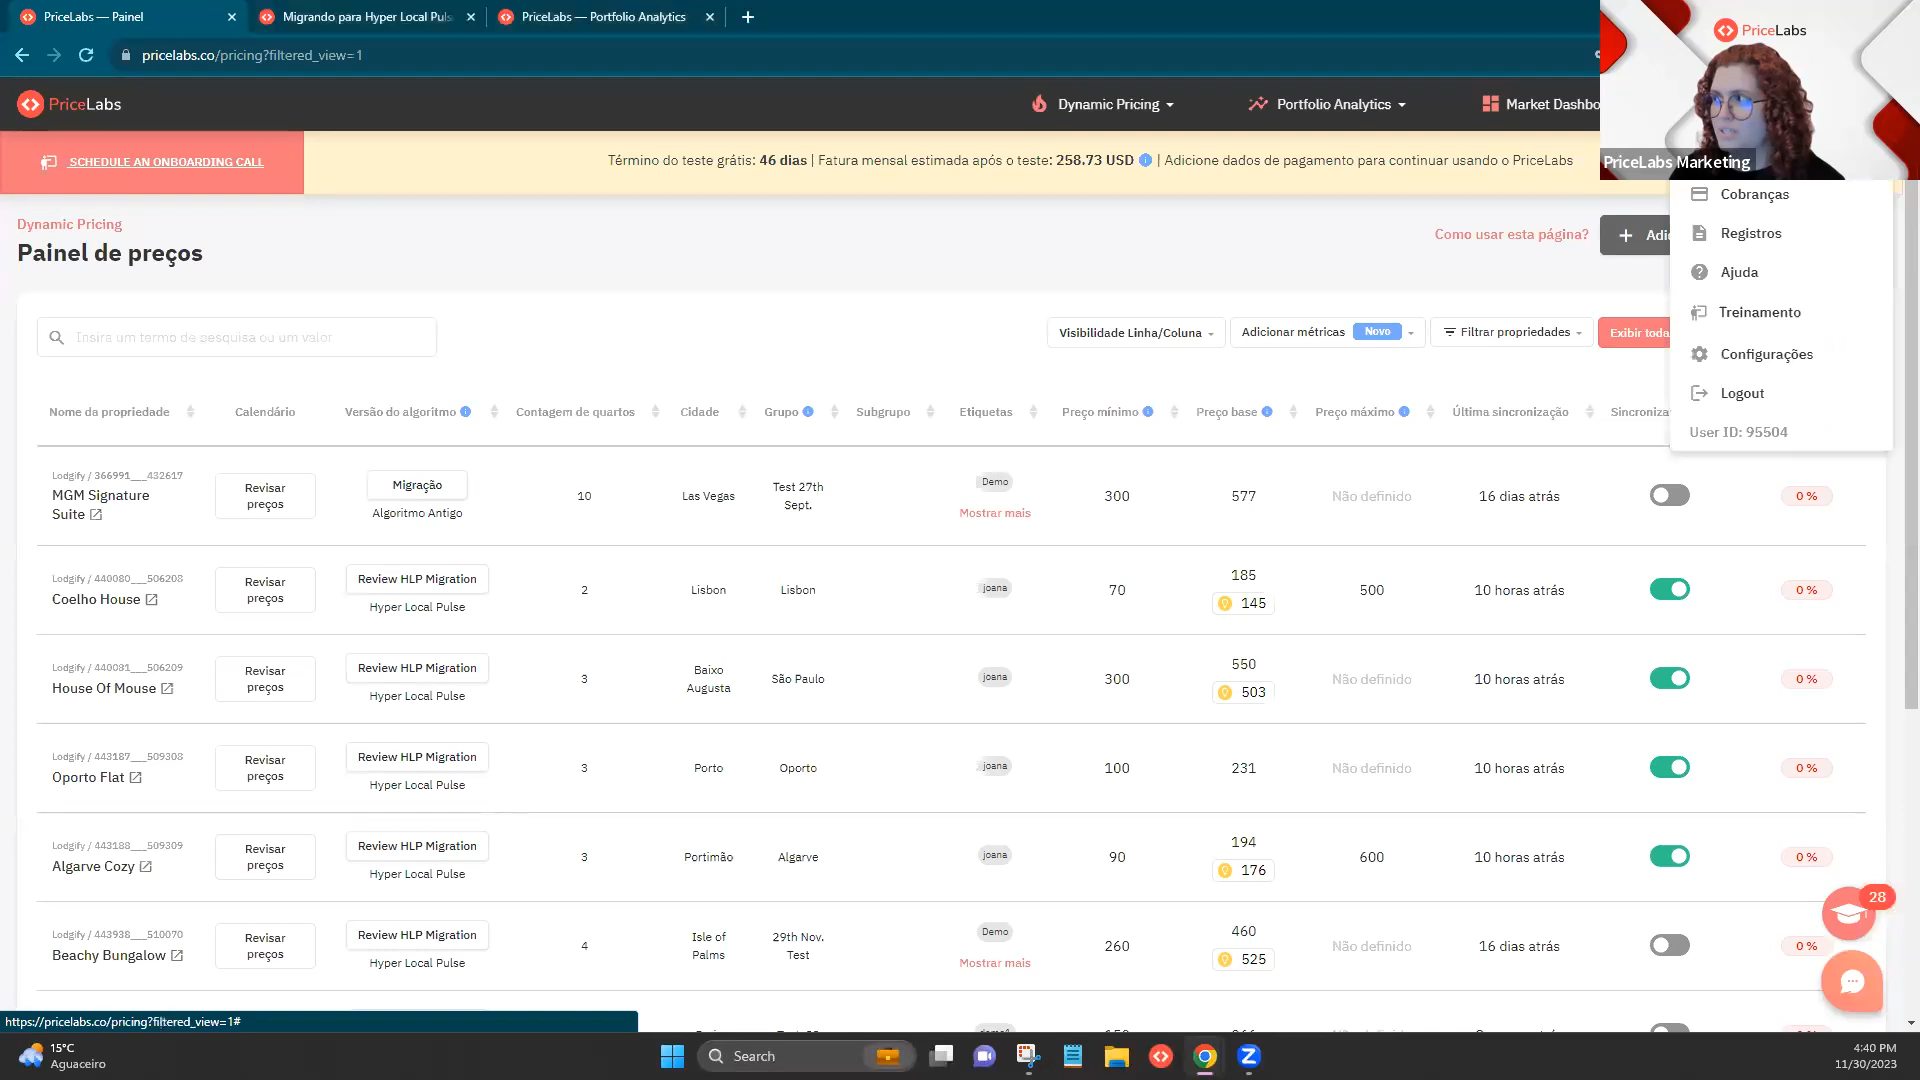 PriceLabs — Painel
Migrando para Hyper Local Puls
PriceLabs — Portfolio Analytics
pricelabs.co/pricing?filtered_view=1
PriceLabs
Dynamic Pricing
Portfolio Analytics
Market Dashbo
PriceLabs
PriceLabs Marketing
SCHEDULE AN ONBOARDING CALL
Término do teste grátis: 46 dias | Fatura mensal estimada após o teste: 258.73 USD | Adicione dados de pagamento para continuar usando o PriceLabs
Cobranças
Registros
Ajuda
Treinamento
Configurações
Logout
User ID: 95504
Dynamic Pricing
Painel de preços
Como usar esta página?
+ Adic
Insira um termo de pesquisa ou um valor
Visibilidade Linha/Coluna
Adicionar métricas Novo
Filtrar propriedades
Exibir toda
Nome da propriedade Calendário Versão do algoritmo Contagem de quartos Cidade Grupo Subgrupo Etiquetas Preço mínimo Preço base Preço máximo Última sincronização Sincroniza
Lodgify / 366991___432617
MGM Signature
Suite
Revisar
preços
Migração
Algoritmo Antigo
10
Las Vegas
Test 27th
Sept.
Demo
Mostrar mais
300
577
Não definido
16 dias atrás
0 %
Lodgify / 440080___506208
Coelho House
Revisar
preços
Review HLP Migration
Hyper Local Pulse
2
Lisbon
Lisbon
joana
70
185
145
500
10 horas atrás
0 %
Lodgify / 440081___506209
House Of Mouse
Revisar
preços
Review HLP Migration
Hyper Local Pulse
3
Baixo
Augusta
São Paulo
joana
300
550
503
Não definido
10 horas atrás
0 %
Lodgify / 443187___509308
Oporto Flat
Revisar
preços
Review HLP Migration
Hyper Local Pulse
3
Porto
Oporto
joana
100
231
Não definido
10 horas atrás
0 %
Lodgify / 443188___509309
Algarve Cozy
Revisar
preços
Review HLP Migration
Hyper Local Pulse
3
Portimão
Algarve
joana
90
194
176
600
10 horas atrás
0 %
Lodgify / 443938___510070
Beachy Bungalow
Revisar
preços
Review HLP Migration
Hyper Local Pulse
4
Isle of
Palms
29th Nov.
Test
Demo
Mostrar mais
260
460
525
Não definido
16 dias atrás
0 %
28
https://pricelabs.co/pricing?filtered_view=1#
15°C
Aguaceiro
Search
4:40 PM
11/30/2023